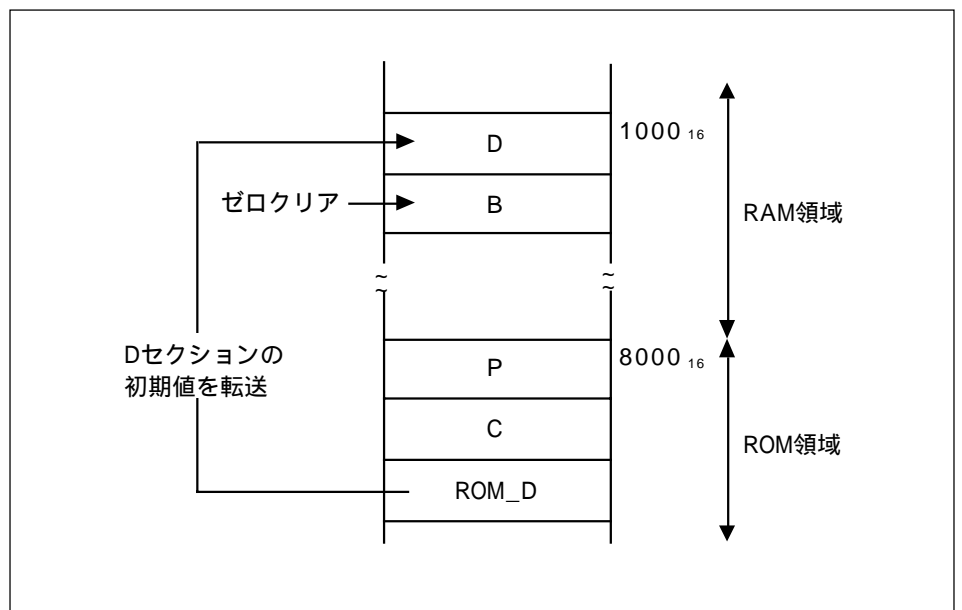 D
1000 16
ゼロクリア
B
RAM領域
~
~
~
~
Dセクションの
初期値を転送
P
8000 16
C
ROM領域
ROM_D